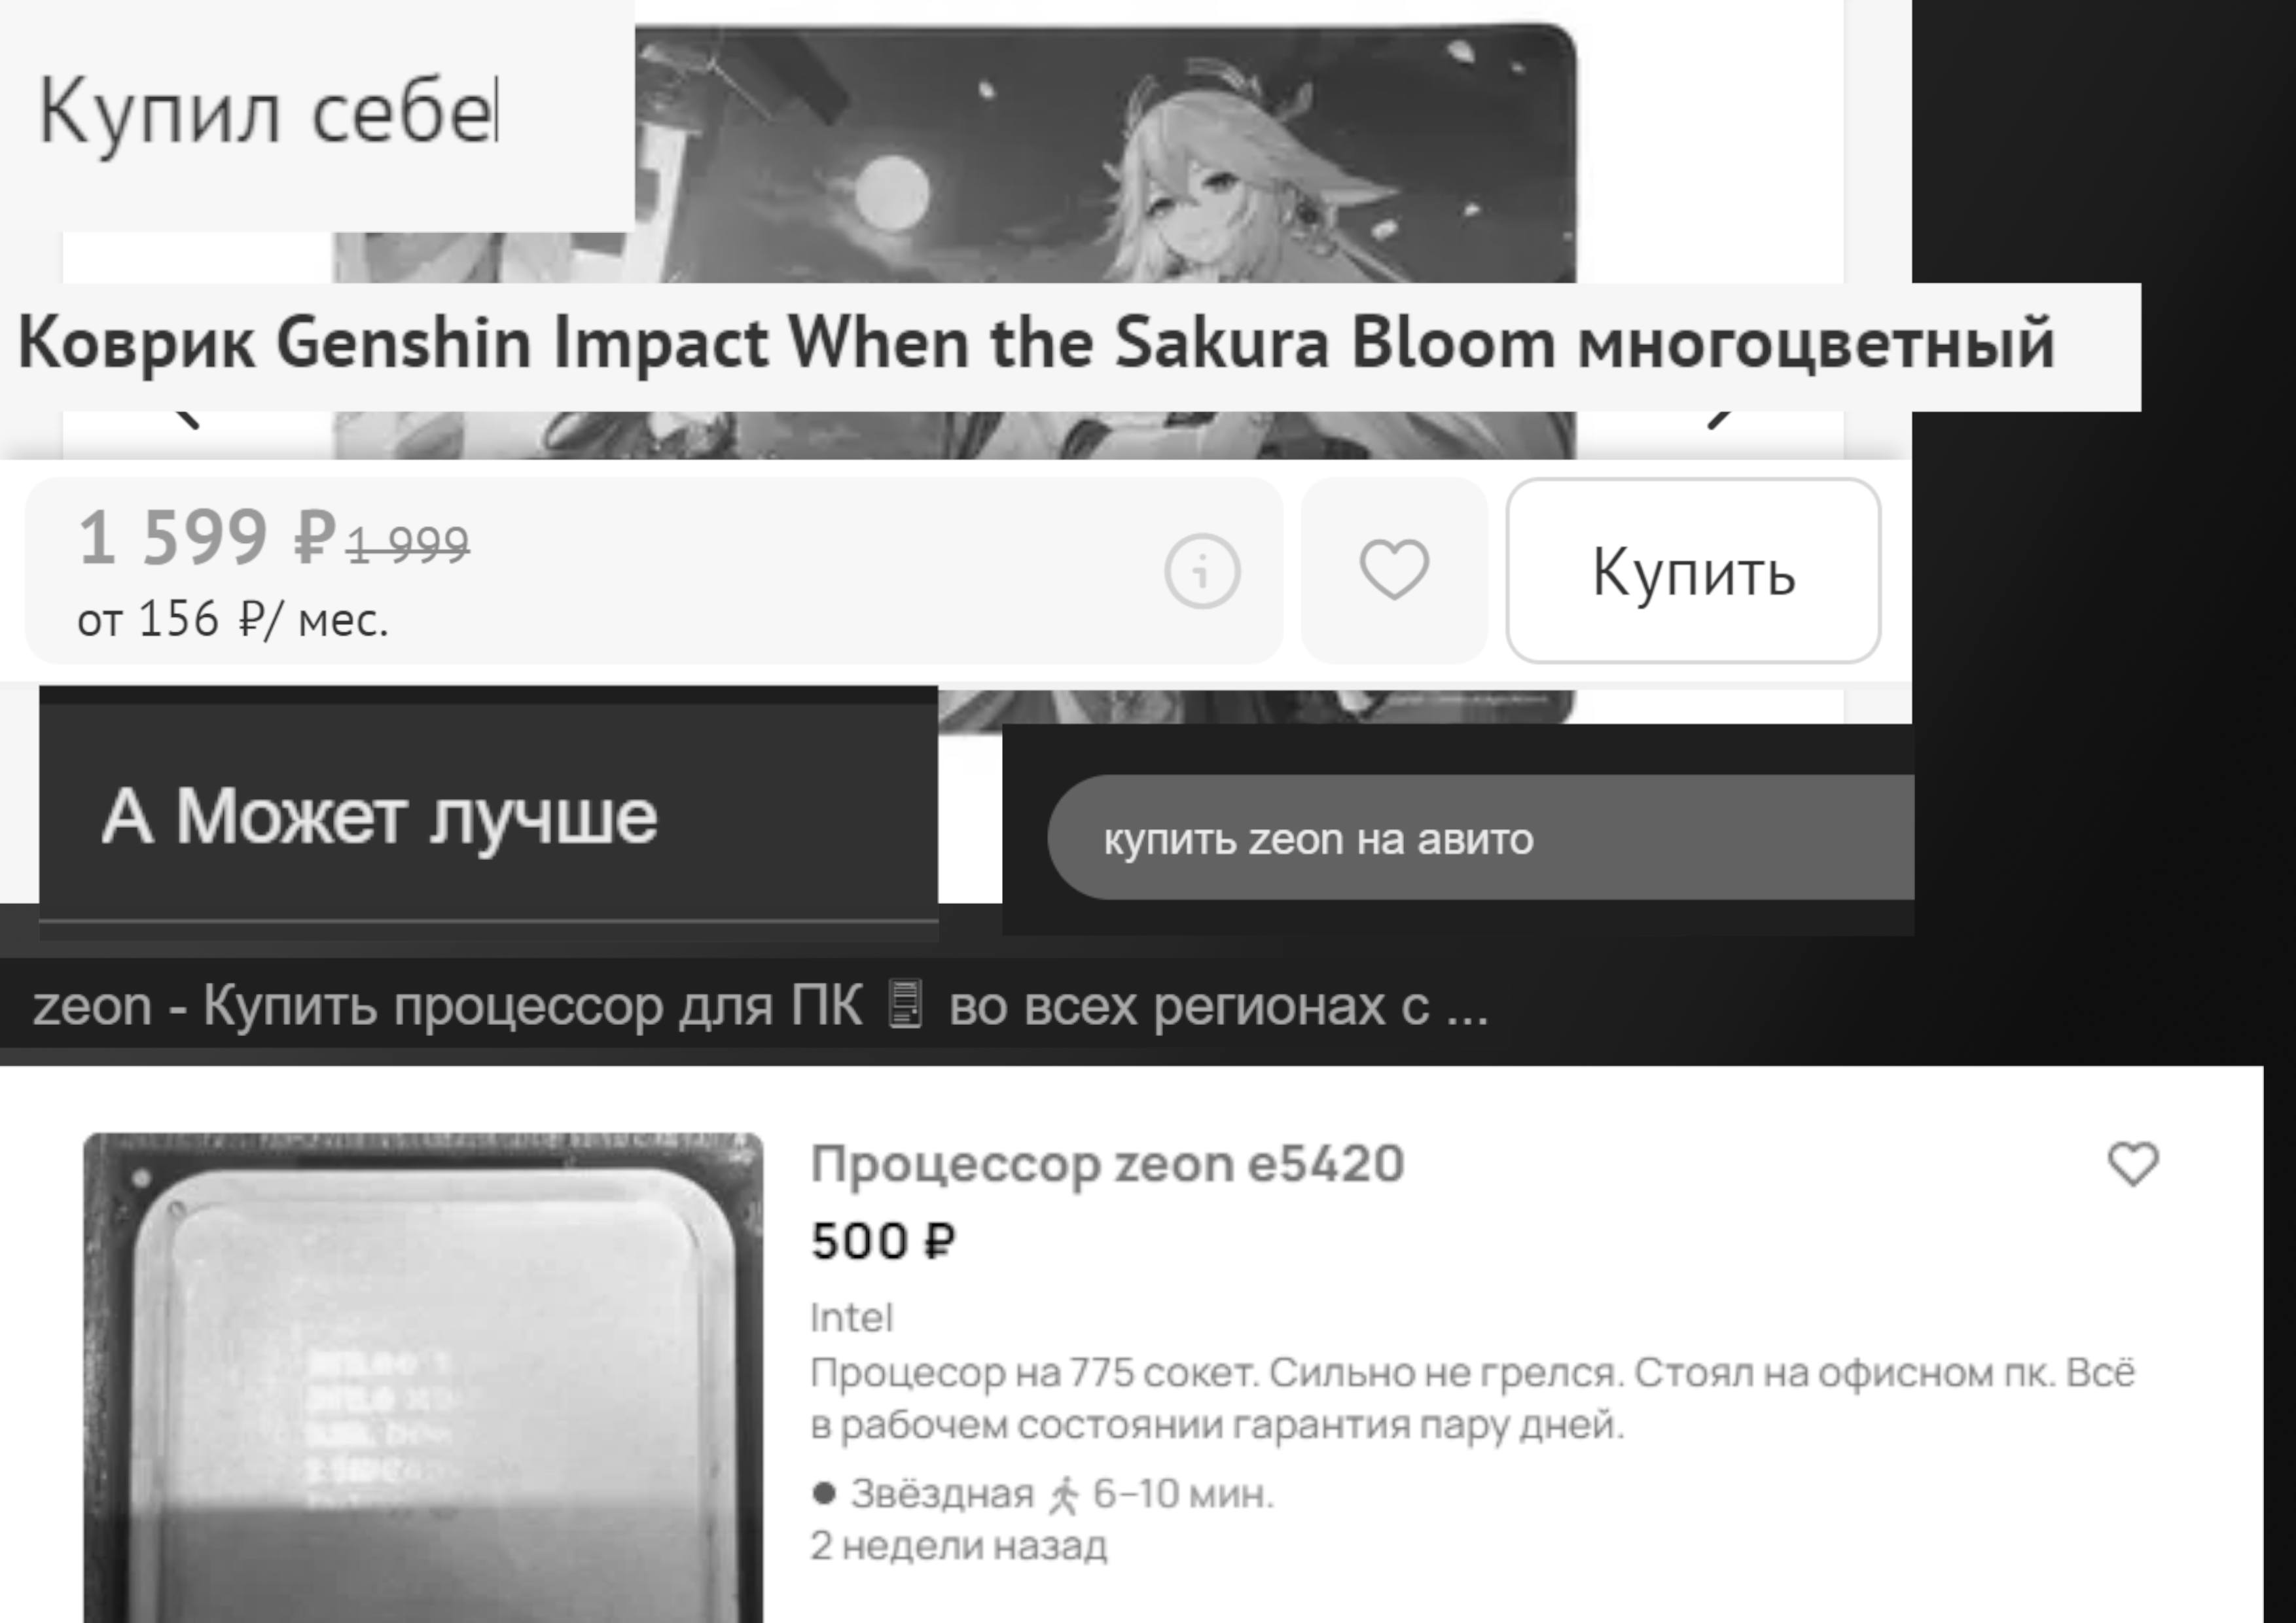 Купил себе
Коврик Genshin Impact When the Sakura Bloom многоцветный
1 599 ₽ 1 999
от 156 ₽/ мес.
Купить
А Может лучше
купить zeon на авито
zeon - Купить процессор для ПК 🖥 во всех регионах с ...
Процессор zeon e5420
500 ₽
Intel
Процесор на 775 сокет. Сильно не грелся. Стоял на офисном пк. Всё
в рабочем состоянии гарантия пару дней.
Звёздная 6–10 мин.
2 недели назад